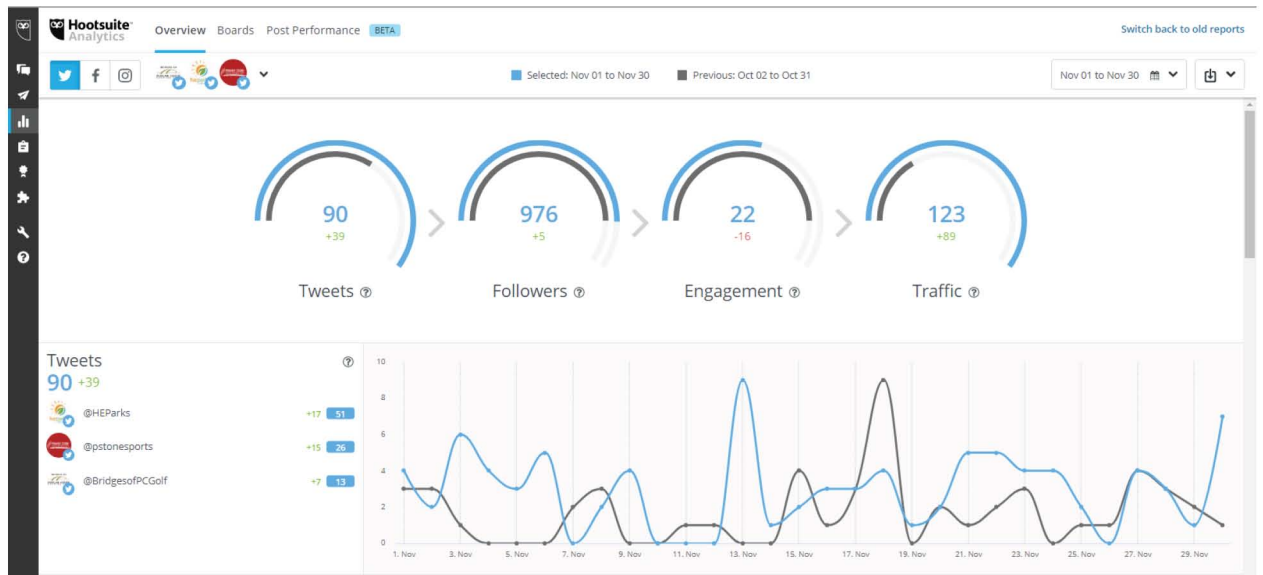 Hootsuite™ Analytics
Overview Boards Post Performance BETA
Switch back to old reports
Selected: Nov 01 to Nov 30
Previous: Oct 02 to Oct 31
Nov 01 to Nov 30
90
+39
Tweets
976
+5
Followers
22
-16
Engagement
123
+89
Traffic
Tweets
90 +39
@HEParks +17 51
@pstonesports +15 26
@BridgesofPCGolf +7 13
10
8
6
4
2
0
1. Nov 3. Nov 5. Nov 7. Nov 9. Nov 11. Nov 13. Nov 15. Nov 17. Nov 19. Nov 21. Nov 23. Nov 25. Nov 27. Nov 29. Nov